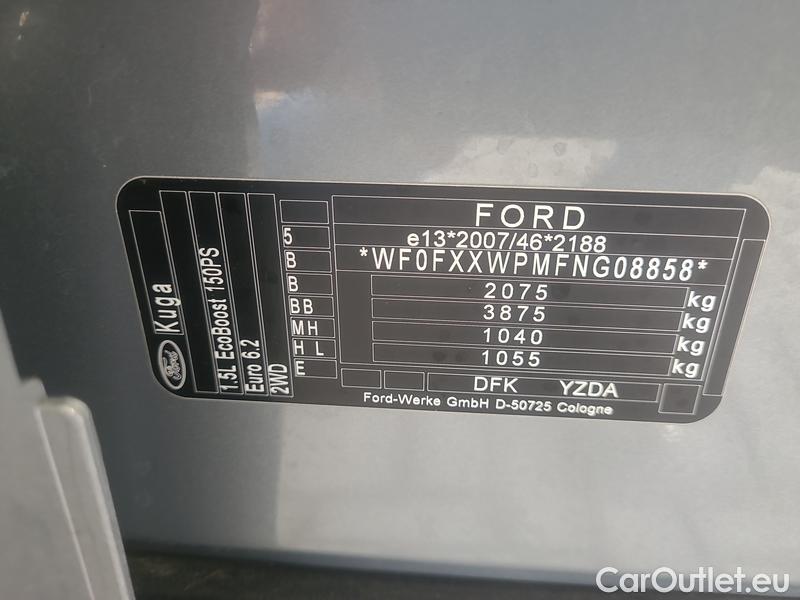 FORD
e13*2007/46*2188
*WF0FXXWPMFNG08858*
2075 kg
3875 kg
1040 kg
1055 kg
DFK YZDA
Ford-Werke GmbH D-50725 Cologne
5
B
B
BB
MH
H L
E
Ford Kuga
1.5L EcoBoost 150PS
Euro 6.2
2WD
CarOutlet.eu